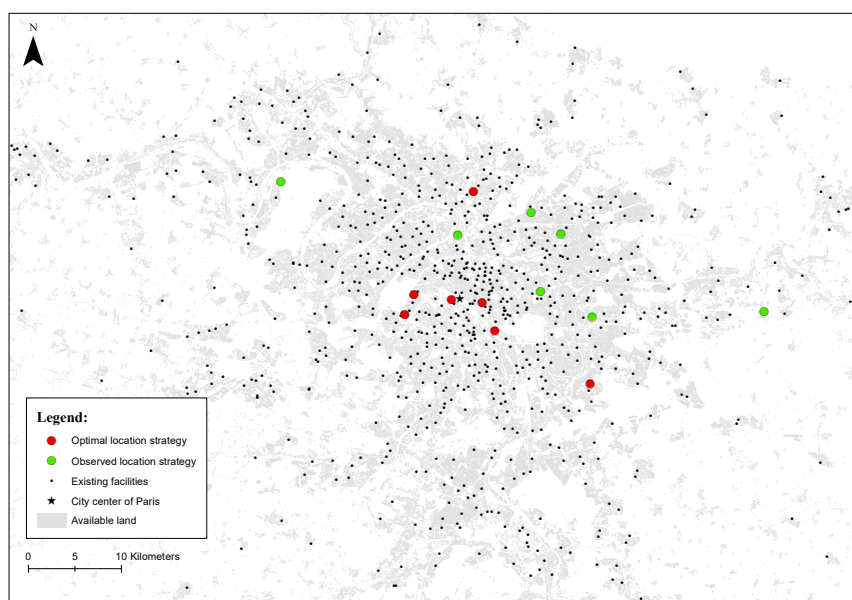 N
Legend:
Optimal location strategy
Observed location strategy
Existing facilities
City center of Paris
Available land
0 5 10 Kilometers